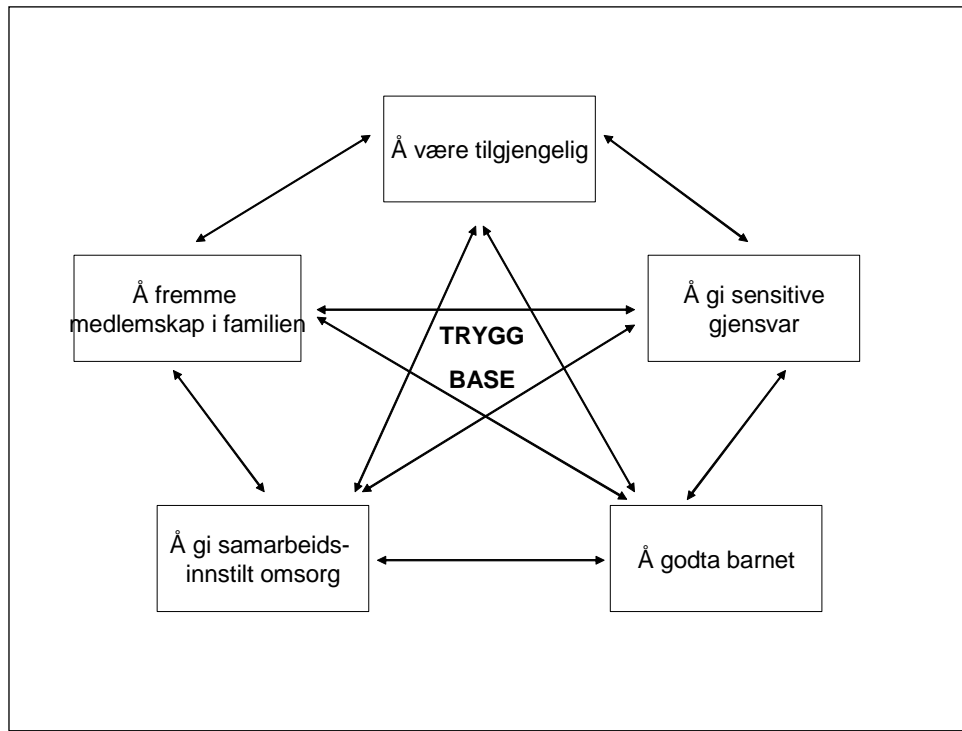 Å være tilgjengelig
Å fremme
medlemskap i familien
Å gi sensitive
gjensvar
TRYGG
BASE
Å gi samarbeids-
innstilt omsorg
Å godta barnet